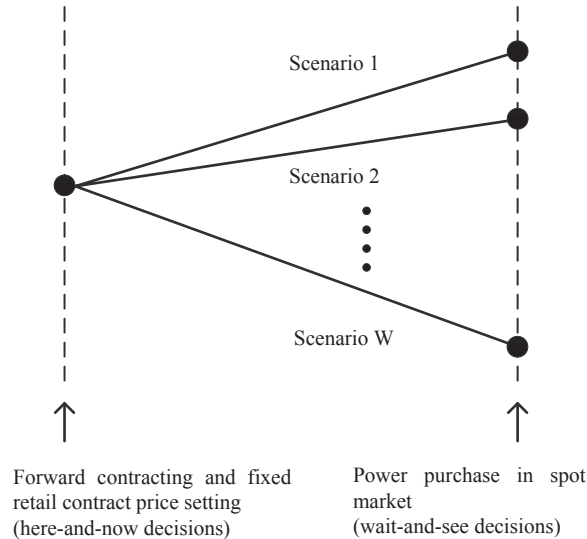 Scenario 1
Scenario 2
Scenario W
Forward contracting and fixed
retail contract price setting
(here-and-now decisions)
Power purchase in spot
market
(wait-and-see decisions)